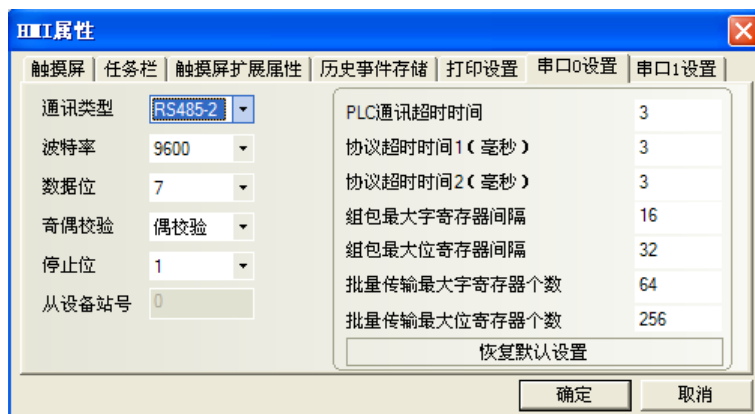 HMI属性
触摸屏 任务栏 触摸屏扩展属性 历史事件存储 打印设置 串口0设置 串口1设置
通讯类型 RS485-2
波特率 9600
数据位 7
奇偶校验 偶校验
停止位 1
从设备站号 0
PLC通讯超时时间 3
协议超时时间1(毫秒) 3
协议超时时间2(毫秒) 3
组包最大字寄存器间隔 16
组包最大位寄存器间隔 32
批量传输最大字寄存器个数 64
批量传输最大位寄存器个数 256
恢复默认设置
确定 取消